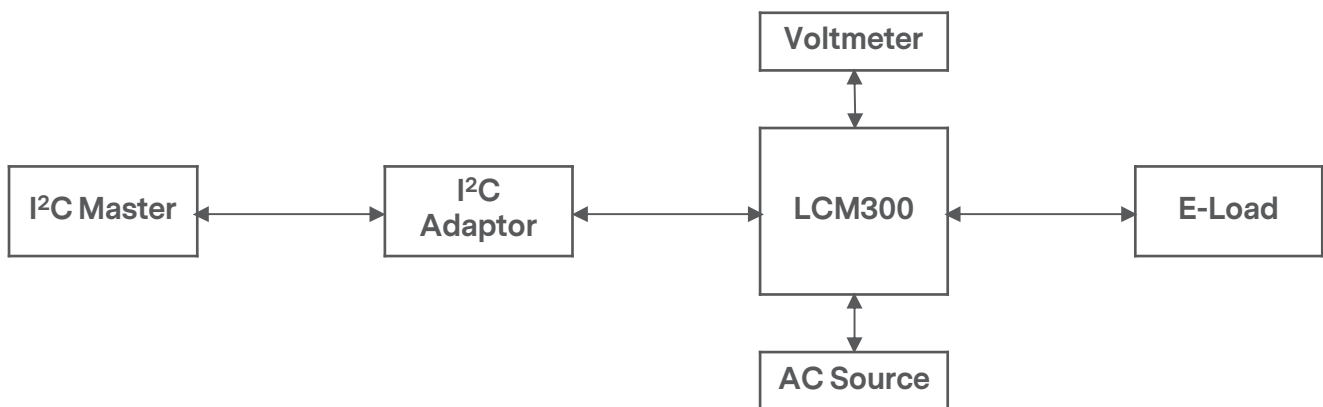 Voltmeter
I²C Master
I²C
Adaptor
LCM300
E-Load
AC Source